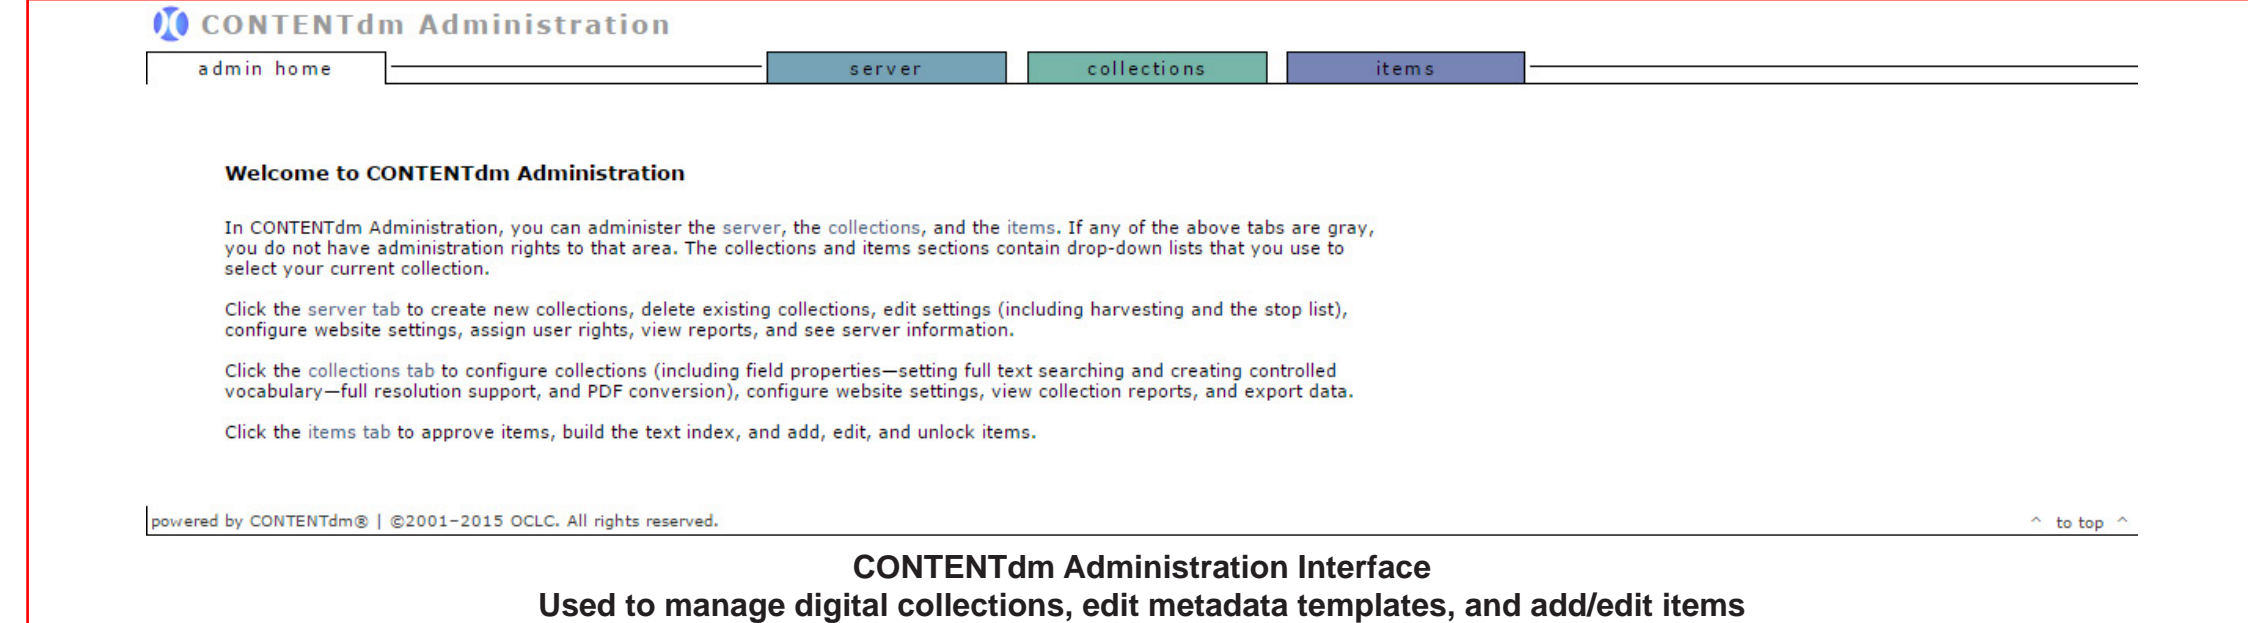 CONTENTdm Administration
admin home
server
collections
items
Welcome to CONTENTdm Administration
In CONTENTdm Administration, you can administer the server, the collections, and the items. If any of the above tabs are gray,
you do not have administration rights to that area. The collections and items sections contain drop-down lists that you use to
select your current collection.
Click the server tab to create new collections, delete existing collections, edit settings (including harvesting and the stop list),
configure website settings, assign user rights, view reports, and see server information.
Click the collections tab to configure collections (including field properties—setting full text searching and creating controlled
vocabulary—full resolution support, and PDF conversion), configure website settings, view collection reports, and export data.
Click the items tab to approve items, build the text index, and add, edit, and unlock items.
powered by CONTENTdm® | ©2001–2015 OCLC. All rights reserved.
^ to top ^
CONTENTdm Administration Interface
Used to manage digital collections, edit metadata templates, and add/edit items